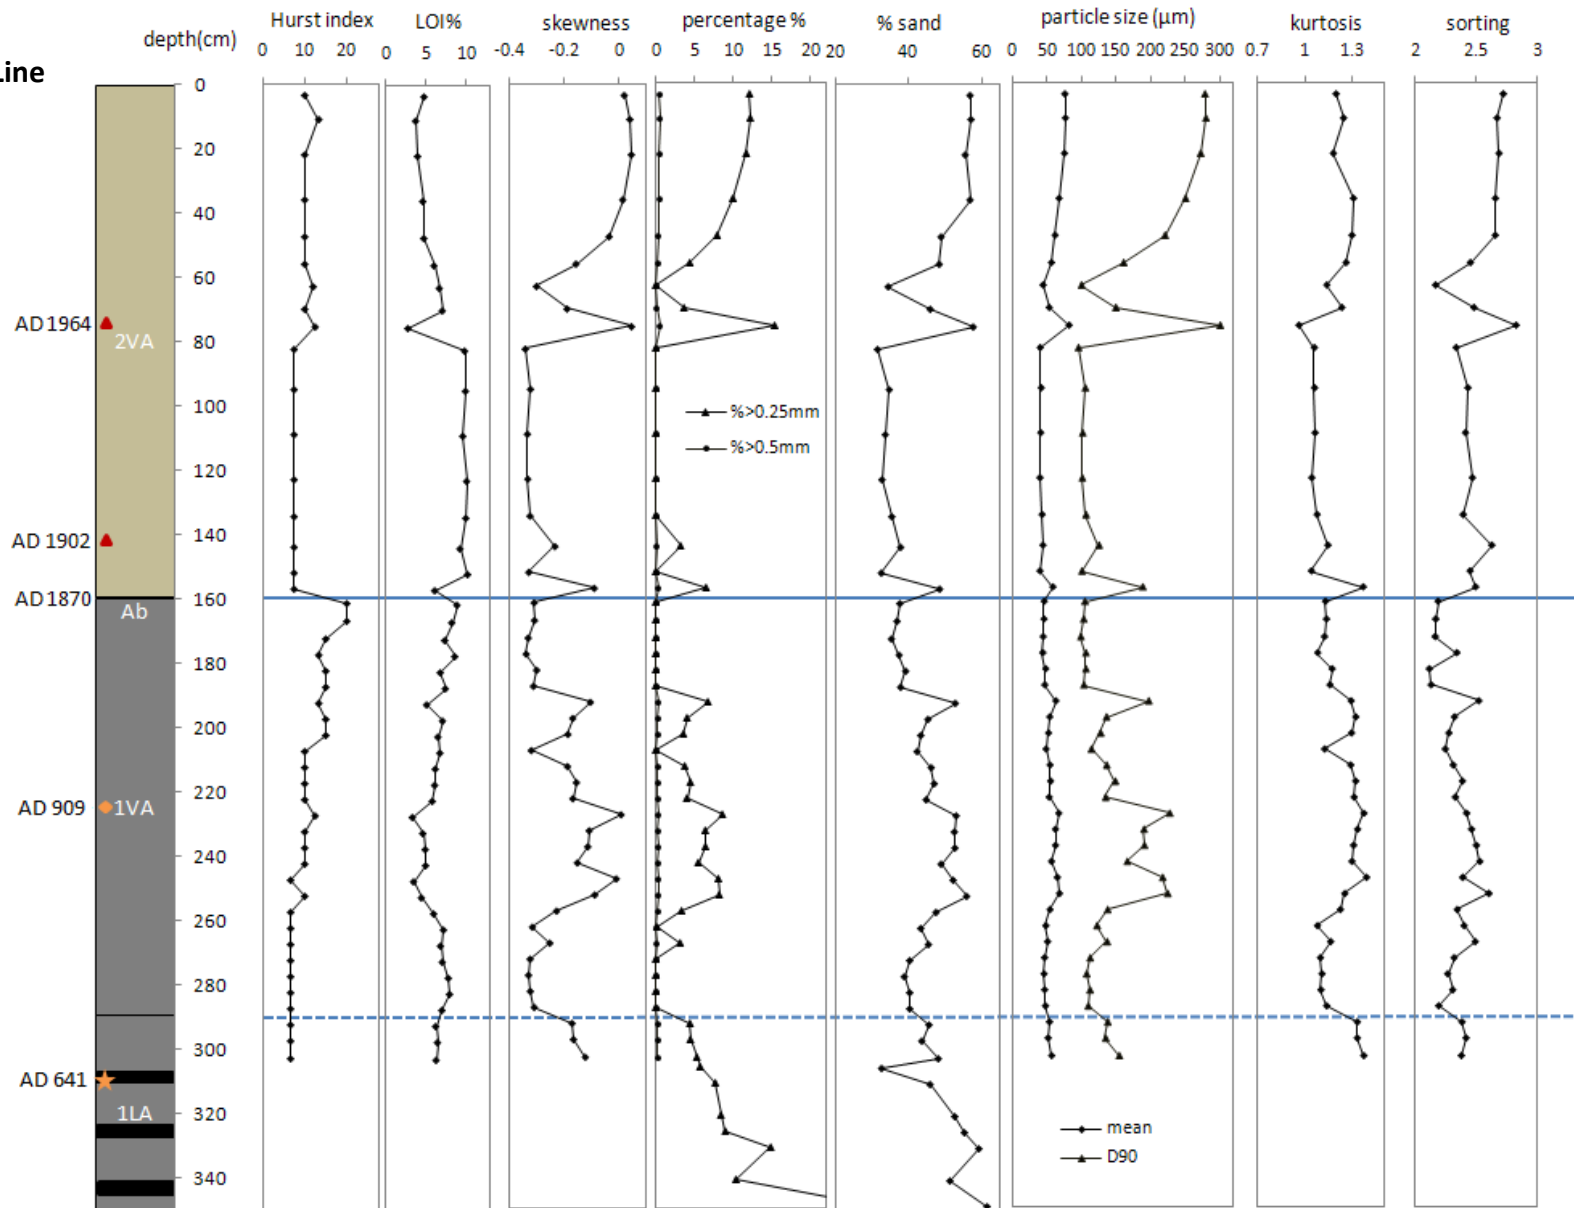 Hurst index LOI% skewness percentage % % sand particle size (μm) kurtosis sorting
depth(cm)
0 10 20 0 5 10 -0.4 -0.2 0 0 5 10 15 20 20 40 60 0 50 100 150 200 250 300 0.7 1 1.3 2 2.5 3
Line
0
20
40
60
AD 1964
2VA
80
100
%>0.25mm
%>0.5mm
120
AD 1902
140
AD 1870
160
Ab
180
200
AD 909
1VA
220
240
260
280
300
AD 641
1LA
320
mean
D90
340